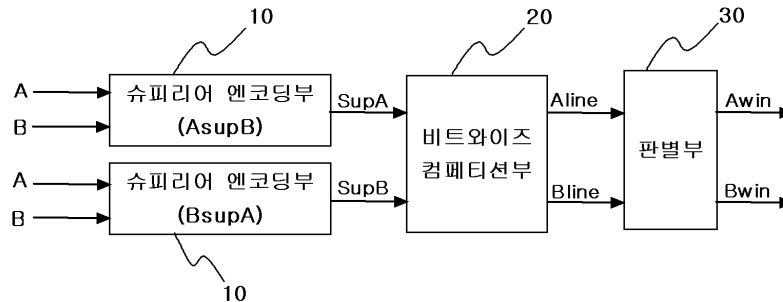 10
20
30
A
B
슈피리어 엔코딩부
(AsupB)
SupA
비트와이즈
컴페티션부
Aline
판별부
Awin
A
B
슈피리어 엔코딩부
(BsupA)
SupB
Bline
Bwin
10